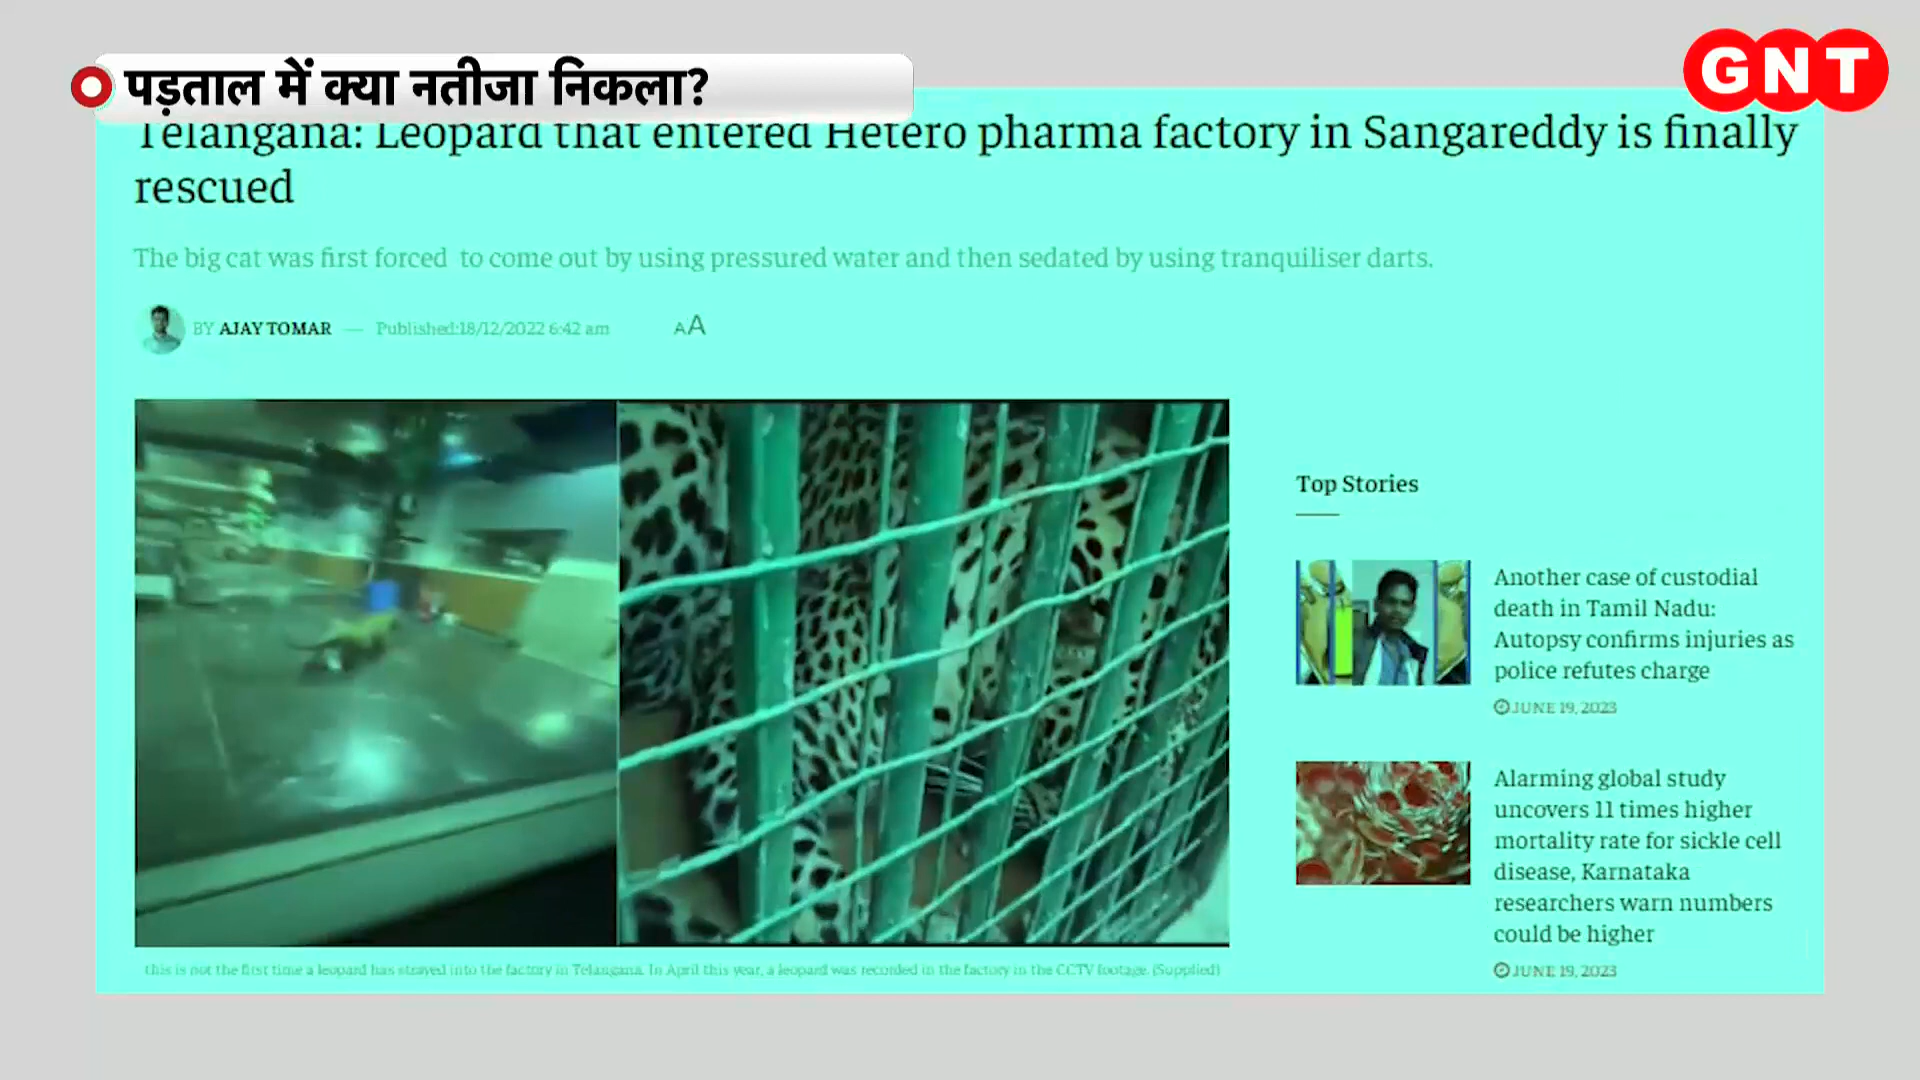 पड़ताल में क्या नतीजा निकला?
GNT
Telangana: Leopard that entered Hetero pharma factory in Sangareddy is finally
rescued
The big cat was first forced to come out by using pressured water and then sedated by using tranquiliser darts.
BY AJAY TOMAR — Published:18/12/2022 6:42 am
AA
this is not the first time a leopard has strayed into the factory in Telangana. In April this year, a leopard was recorded in the factory in the CCTV footage. (Supplied)
Top Stories
Another case of custodial
death in Tamil Nadu:
Autopsy confirms injuries as
police refutes charge
JUNE 19, 2023
Alarming global study
uncovers 11 times higher
mortality rate for sickle cell
disease, Karnataka
researchers warn numbers
could be higher
JUNE 19, 2023